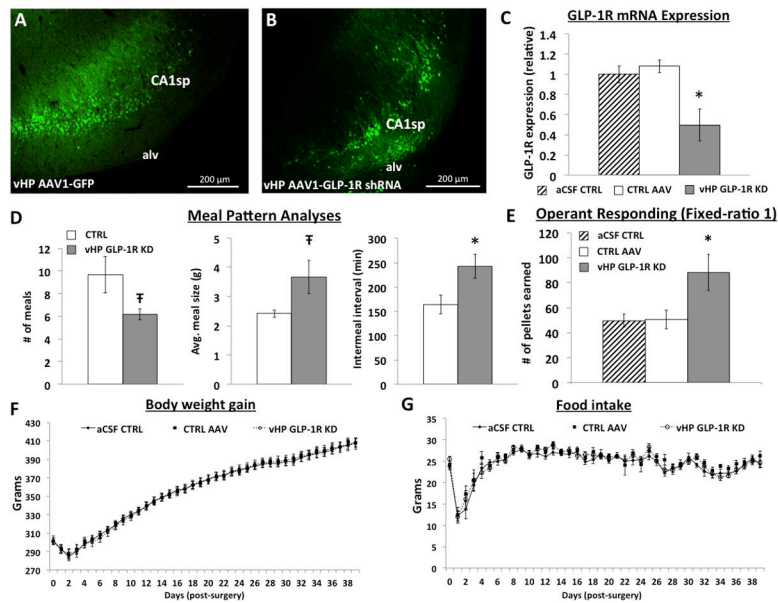 A
CA1sp
alv
vHP AAV1-GFP
200 µm
B
CA1sp
alv
vHP AAV1-GLP-1R shRNA
200 µm
C
GLP-1R mRNA Expression
GLP-1R expression (relative)
1.4
1.2
1
0.8
0.6
0.4
0.2
0
*
aCSF CTRL
CTRL AAV
vHP GLP-1R KD
D
Meal Pattern Analyses
CTRL
vHP GLP-1R KD
# of meals
12
10
8
6
4
2
0
Ŧ
Avg. meal size (g)
5
4
3
2
1
0
Ŧ
Intermeal interval (min)
300
250
200
150
100
50
0
*
E
Operant Responding (Fixed-ratio 1)
aCSF CTRL
CTRL AAV
vHP GLP-1R KD
# of pellets earned
120
100
80
60
40
20
0
*
F
Body weight gain
aCSF CTRL
CTRL AAV
vHP GLP-1R KD
Grams
410
390
370
350
330
310
290
270
0 2 4 6 8 10 12 14 16 18 20 22 24 26 28 30 32 34 36 38
Days (post-surgery)
G
Food intake
aCSF CTRL
CTRL AAV
vHP GLP-1R KD
Grams
35
30
25
20
15
10
5
0
0 2 4 6 8 10 12 14 16 18 20 22 24 26 28 30 32 34 36 38
Days (post-surgery)